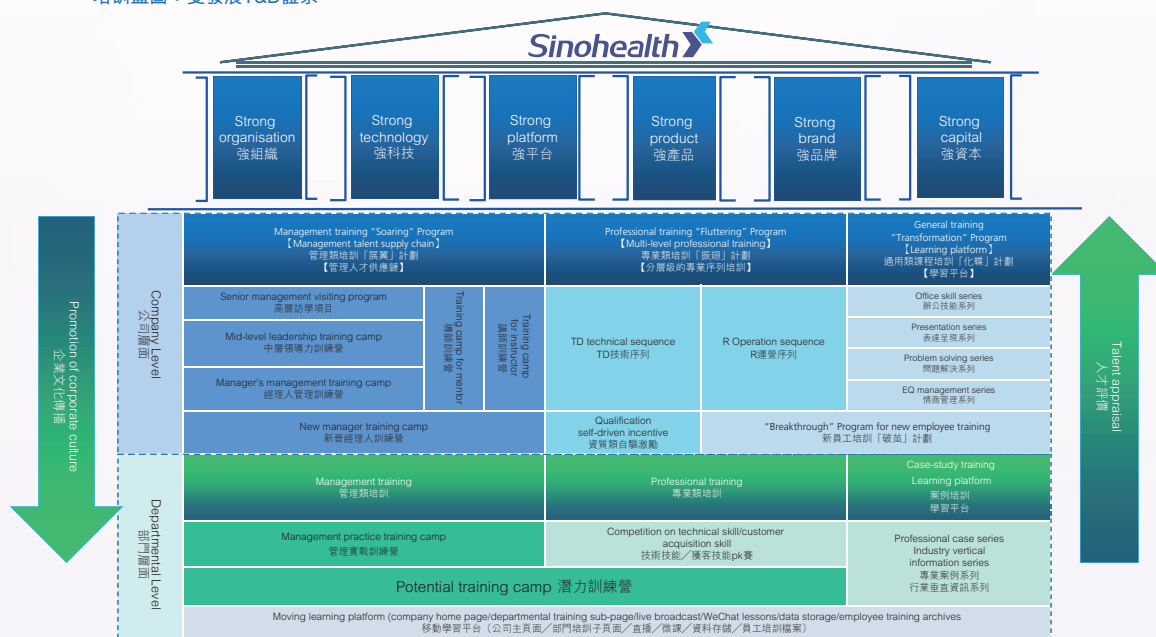 Sinohealth
Strong
organisation
強組織
Strong
technology
強科技
Strong
platform
強平台
Strong
product
強產品
Strong
brand
強品牌
Strong
capital
強資本
Promotion of corporate culture
企業文化傳播
Company Level
公司層面
Management training “Soaring” Program
【Management talent supply chain】
管理類培訓「展翼」計劃
【管理人才供應鏈】
Professional training “Fluttering” Program
【Multi-level professional training】
專業類培訓「振翅」計劃
【分層級的專業序列培訓】
General training
“Transformation” Program
【Learning platform】
通用類課程培訓「化蝶」計劃
【學習平台】
Senior management visiting program
高層訪學項目
Mid-level leadership training camp
中層領導力訓練營
Manager's management training camp
經理人管理訓練營
Training camp for mentor
導師訓練營
Training camp
for instructor
講師訓練營
TD technical sequence
TD技術序列
R Operation sequence
R運營序列
Office skill series
辦公技能系列
Presentation series
表達呈現系列
Problem solving series
問題解決系列
EQ management series
情商管理系列
New manager training camp
新晉經理人訓練營
Qualification
self-driven incentive
資質類自驅激勵
“Breakthrough” Program for new employee training
新員工培訓「破繭」計劃
Talent appraisal
人才評價
Departmental Level
部門層面
Management training
管理類培訓
Professional training
專業類培訓
Case-study training
Learning platform
案例培訓
學習平台
Management practice training camp
管理實戰訓練營
Competition on technical skill/customer
acquisition skill
技術技能╱獲客技能pk賽
Professional case series
Industry vertical
information series
專業案例系列
行業垂直資訊系列
Potential training camp 潛力訓練營
Moving learning platform (company home page/departmental training sub-page/live broadcast/WeChat lessons/data storage/employee training archives
移動學習平台（公司主頁面╱部門培訓子頁面╱直播╱微課╱資料存儲╱員工培訓檔案）